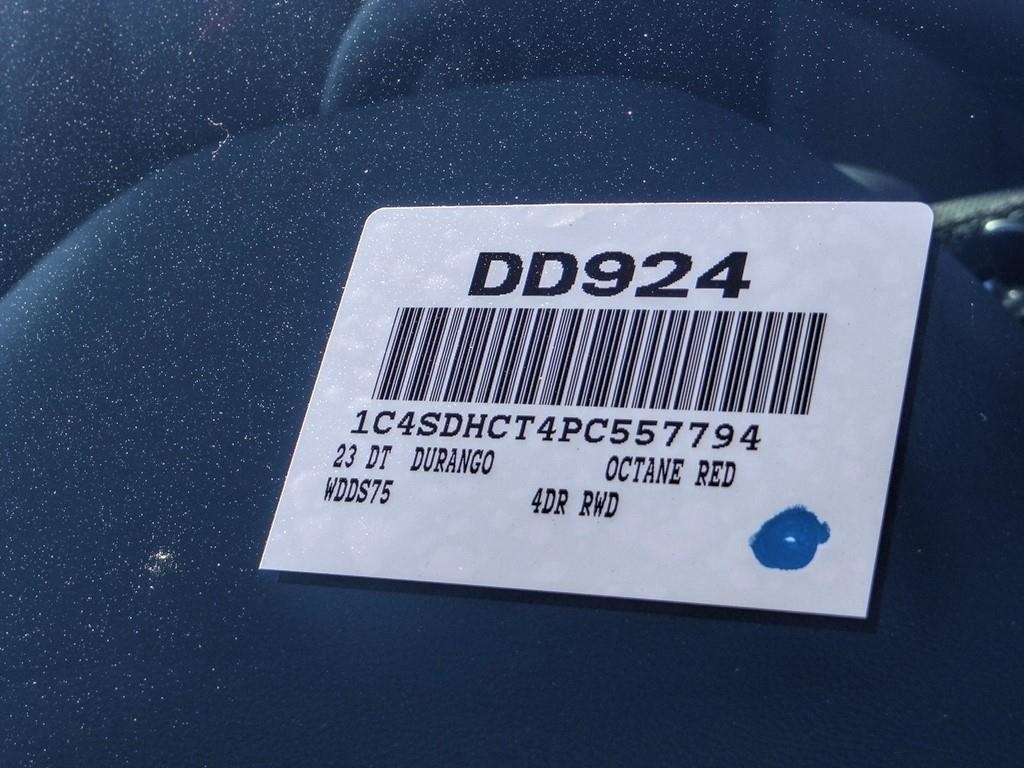 DD924
1C4SDHCT4PC557794
23 DT DURANGO OCTANE RED
WDDS75 4DR RWD